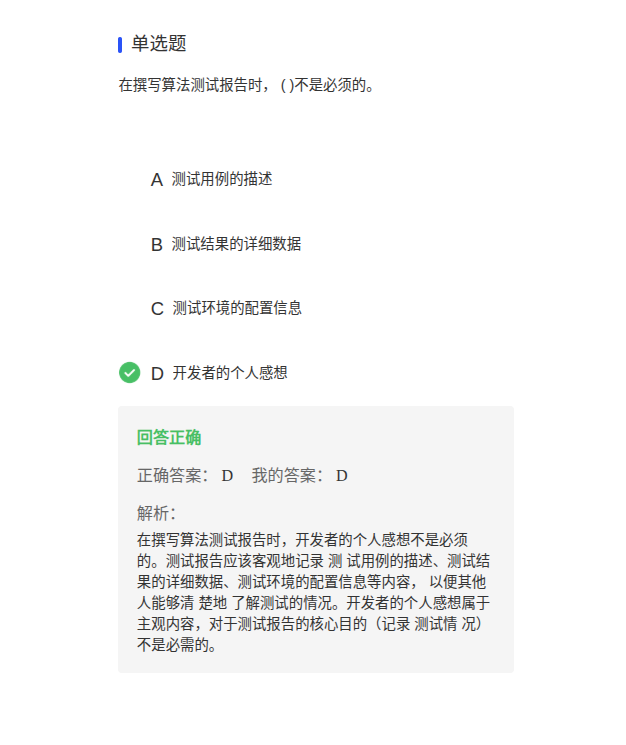 单选题
在撰写算法测试报告时， ( )不是必须的。
A 测试用例的描述
B 测试结果的详细数据
C 测试环境的配置信息
D 开发者的个人感想
回答正确
正确答案： D 我的答案： D
解析：
在撰写算法测试报告时，开发者的个人感想不是必须
的。测试报告应该客观地记录 测 试用例的描述、测试结
果的详细数据、测试环境的配置信息等内容， 以便其他
人能够清 楚地 了解测试的情况。开发者的个人感想属于
主观内容，对于测试报告的核心目的（记录 测试情 况）
不是必需的。